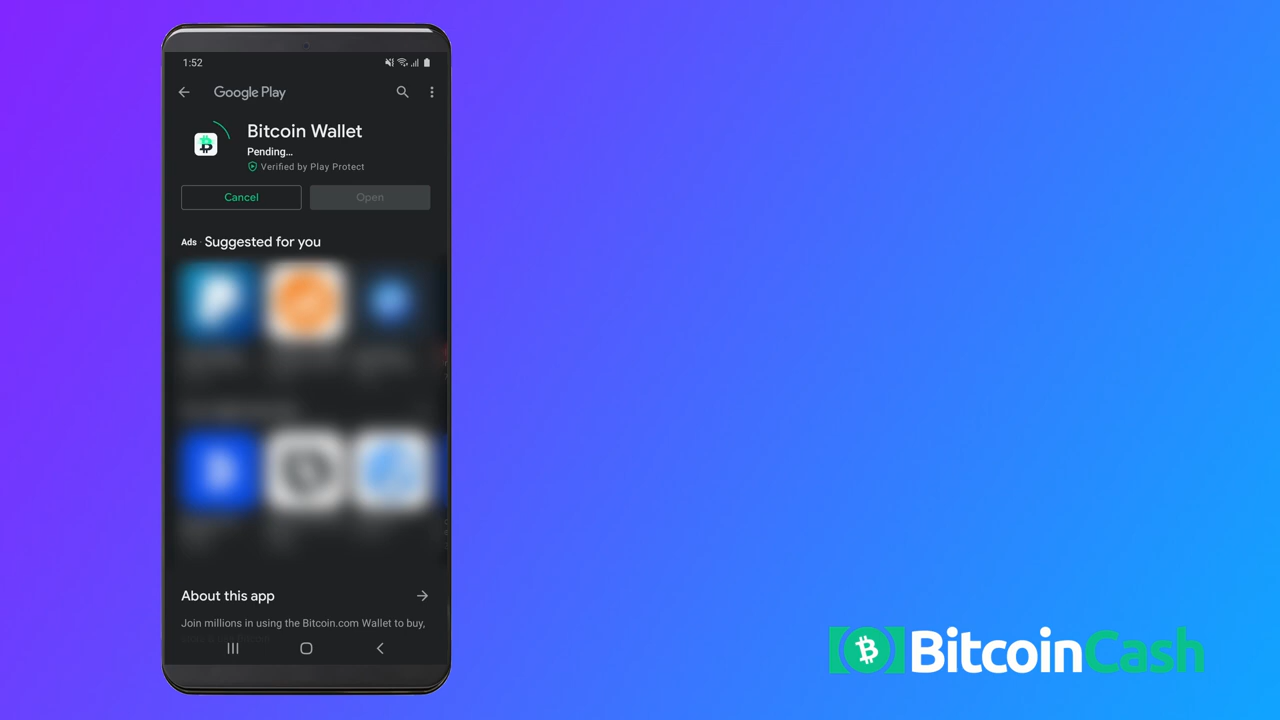 1:52
Google Play
Bitcoin Wallet
Pending...
Verified by Play Protect
Cancel
Open
Ads · Suggested for you
About this app
Join millions in using the Bitcoin.com Wallet to buy,
BitcoinCash